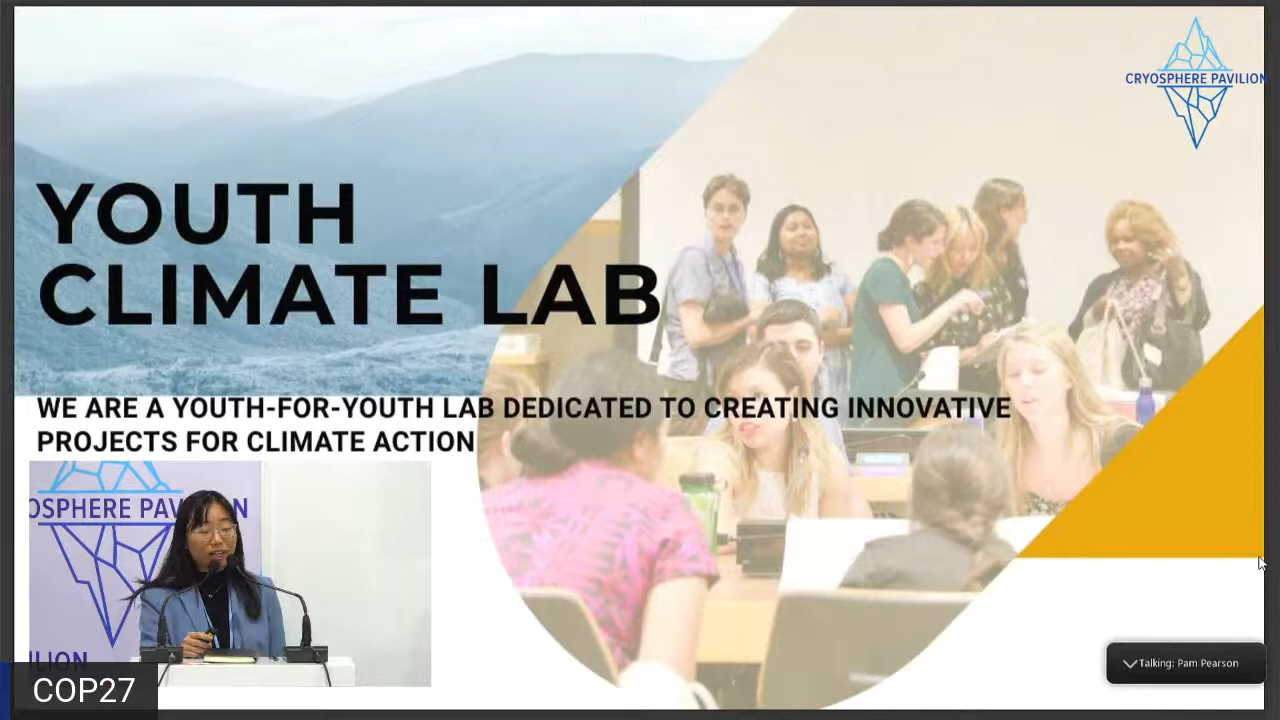 CRYOSPHERE PAVILION
YOUTH
CLIMATE LAB
WE ARE A YOUTH-FOR-YOUTH LAB DEDICATED TO CREATING INNOVATIVE
PROJECTS FOR CLIMATE ACTION
OSPHERE PAV ON
ILION
COP27
Talking: Pam Pearson